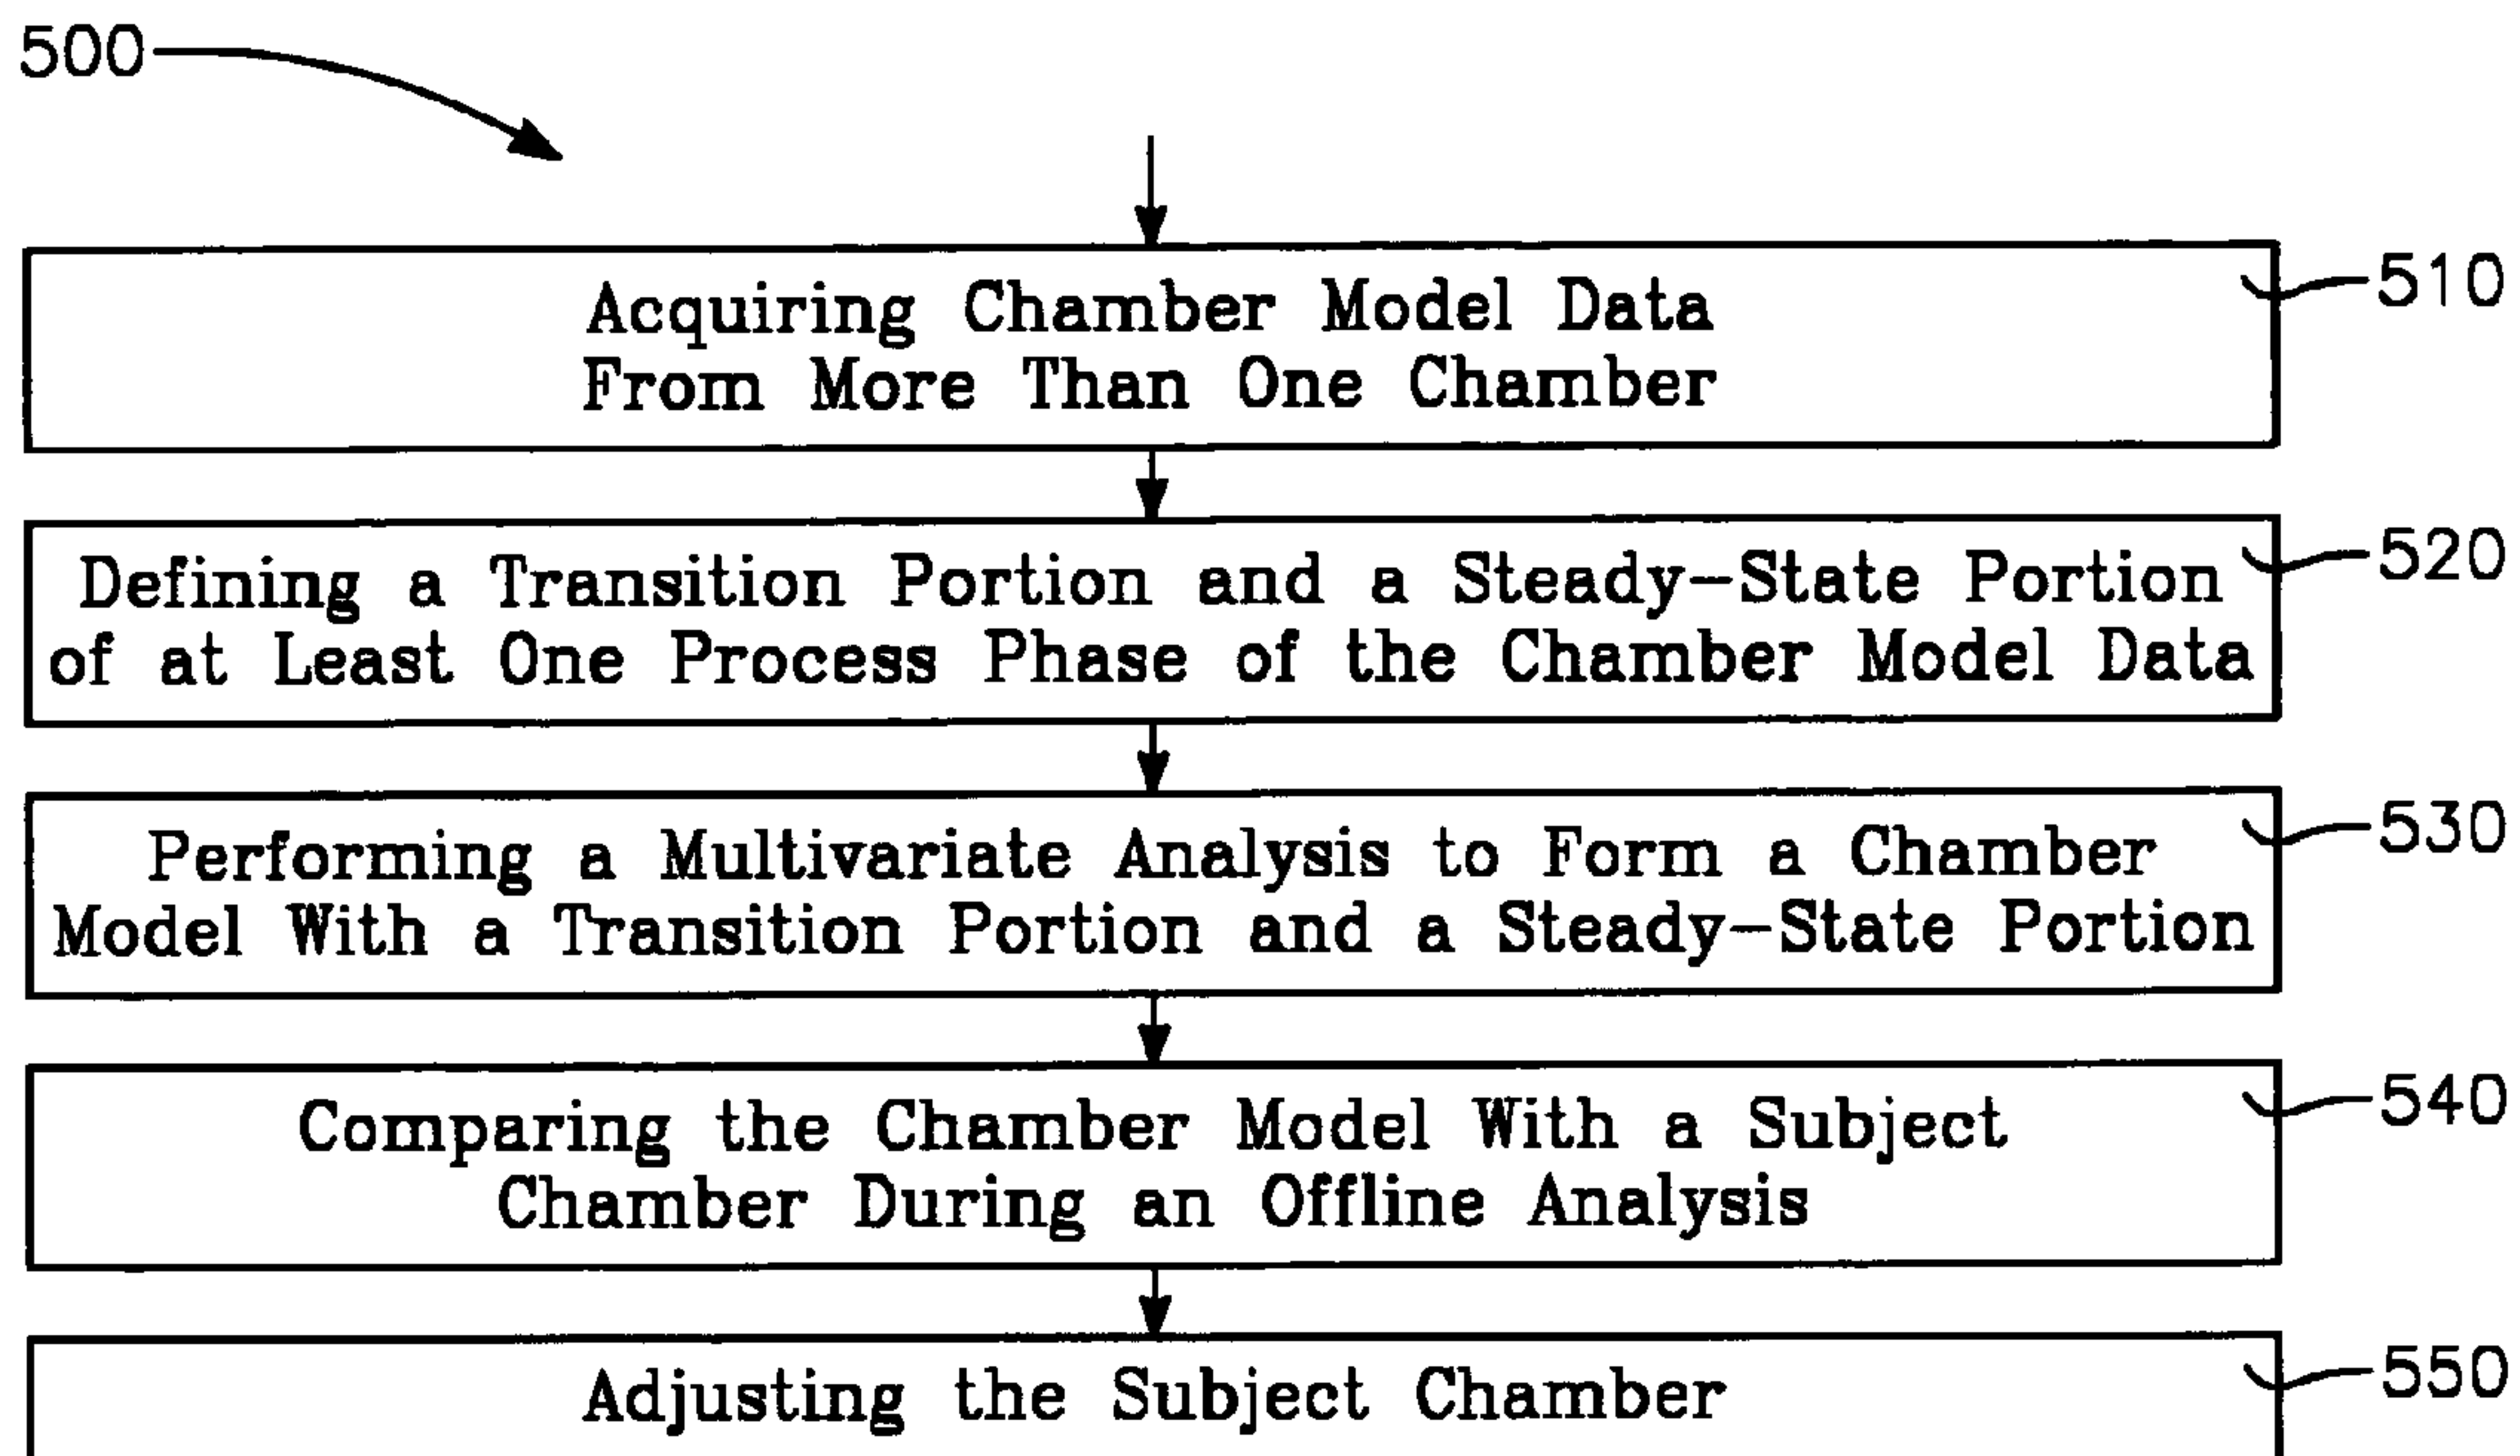 500
Acquiring Chamber Model Data
From More Than One Chamber
510
Defining a Transition Portion and a Steady-State Portion
of at Least One Process Phase of the Chamber Model Data
520
Performing a Multivariate Analysis to Form a Chamber
Model With a Transition Portion and a Steady-State Portion
530
Comparing the Chamber Model With a Subject
Chamber During an Offline Analysis
540
Adjusting the Subject Chamber
550